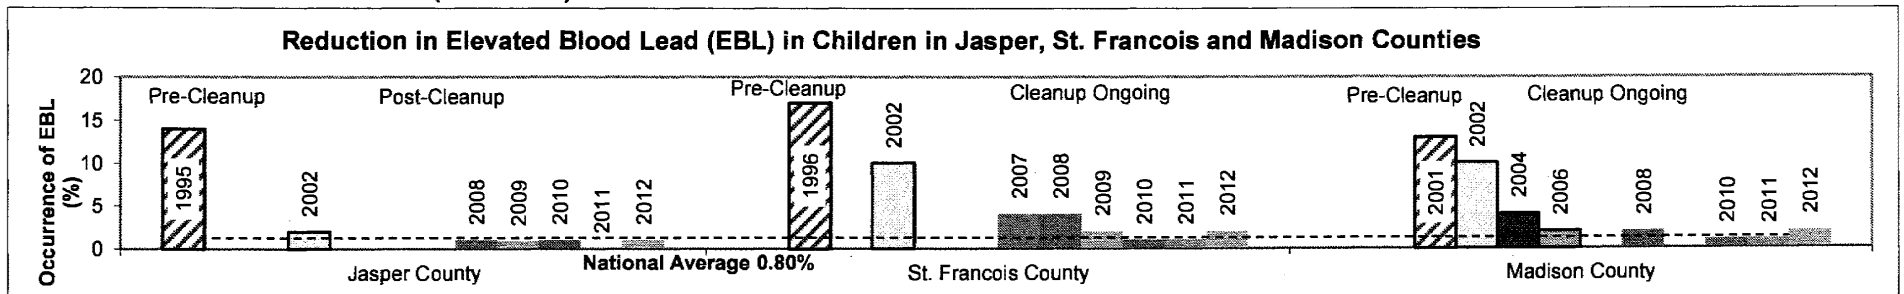 Reduction in Elevated Blood Lead (EBL) in Children in Jasper, St. Francois and Madison Counties
Occurrence of EBL
(%)
20
15
10
5
0
Pre-Cleanup
Post-Cleanup
Pre-Cleanup
Cleanup Ongoing
Pre-Cleanup
Cleanup Ongoing
1995
2002
2008
2009
2010
2011
2012
1996
2002
2007
2008
2009
2010
2011
2012
2001
2002
2004
2006
2008
2010
2011
2012
Jasper County
National Average 0.80%
St. Francois County
Madison County